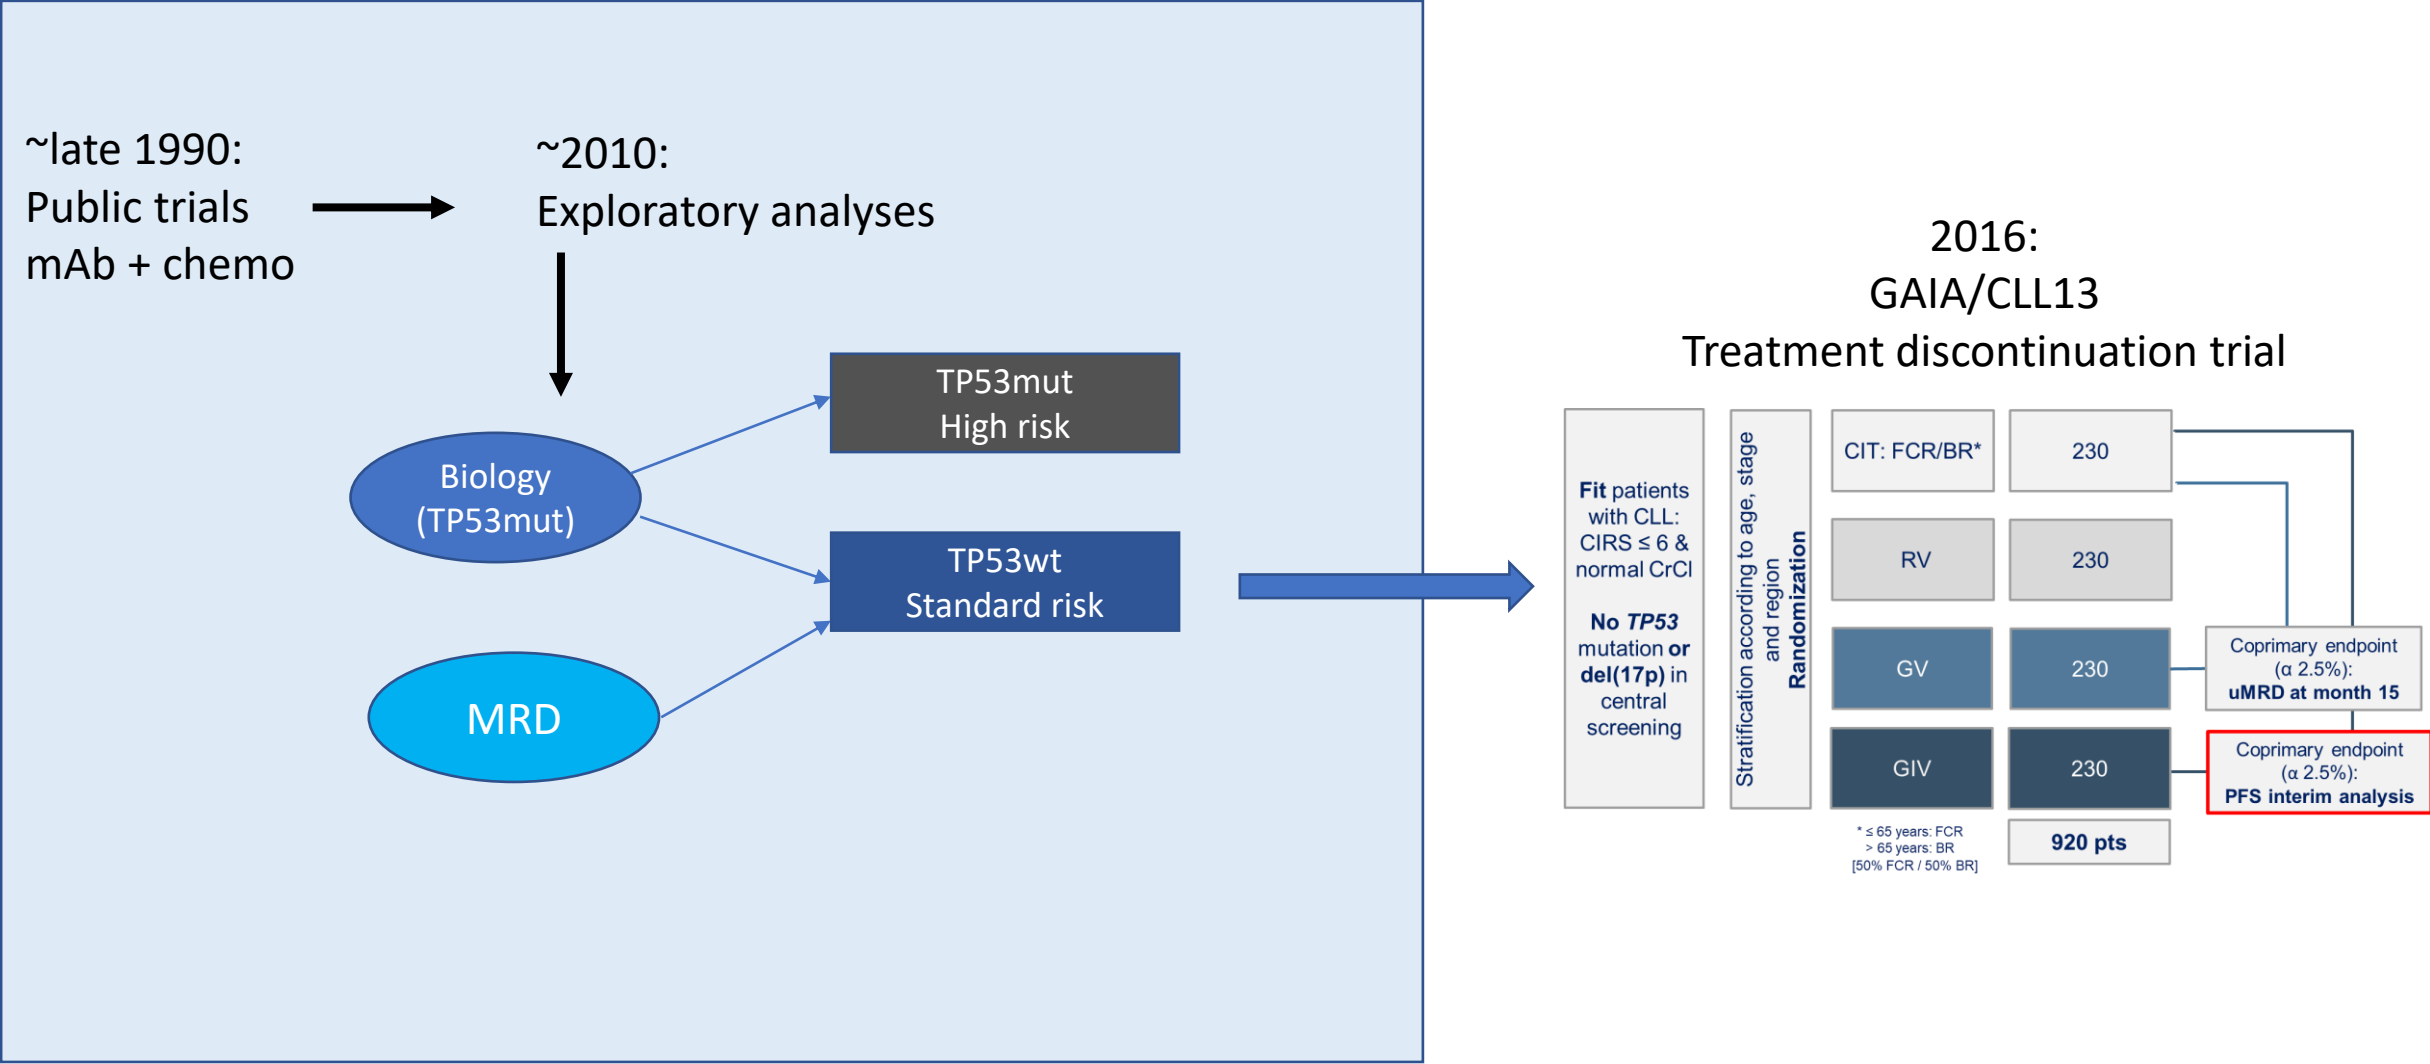 ~late 1990:
Public trials
mAb + chemo
~2010:
Exploratory analyses
Biology
(TP53mut)
MRD
TP53mut
High risk
TP53wt
Standard risk
2016:
GAIA/CLL13
Treatment discontinuation trial
Fit patients
with CLL:
CIRS ≤ 6 &
normal CrCl
No TP53
mutation or
del(17p) in
central
screening
Stratification according to age, stage
and region
Randomization
CIT: FCR/BR*
230
RV
230
GV
230
GIV
230
* ≤ 65 years: FCR
> 65 years: BR
[50% FCR / 50% BR]
920 pts
Coprimary endpoint
(α 2.5%):
uMRD at month 15
Coprimary endpoint
(α 2.5%):
PFS interim analysis